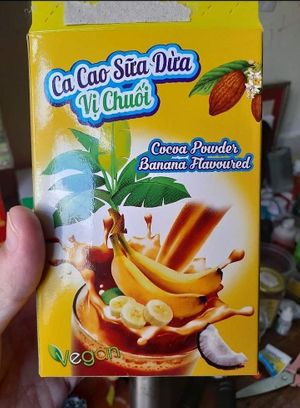 Ca Cao Sữa Dừa
Vị Chuối
Cocoa Powder
Banana Flavoured
Vegan